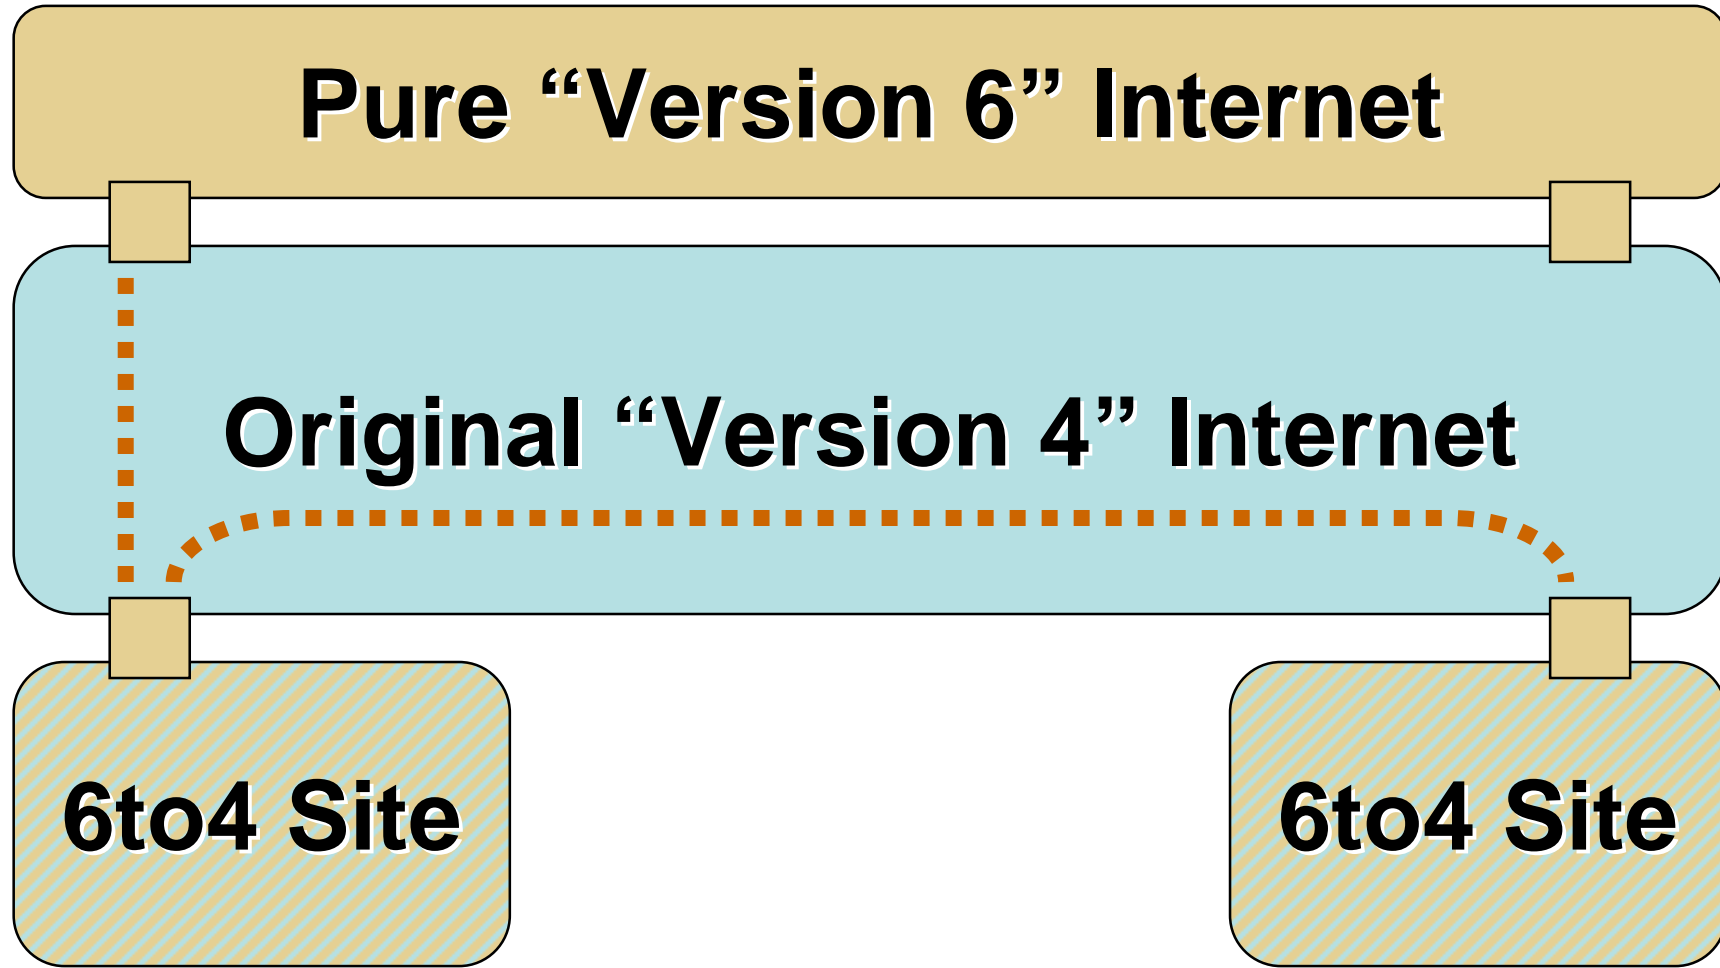 Pure “Version 6” Internet
Original “Version 4” Internet
6to4 Site
6to4 Site